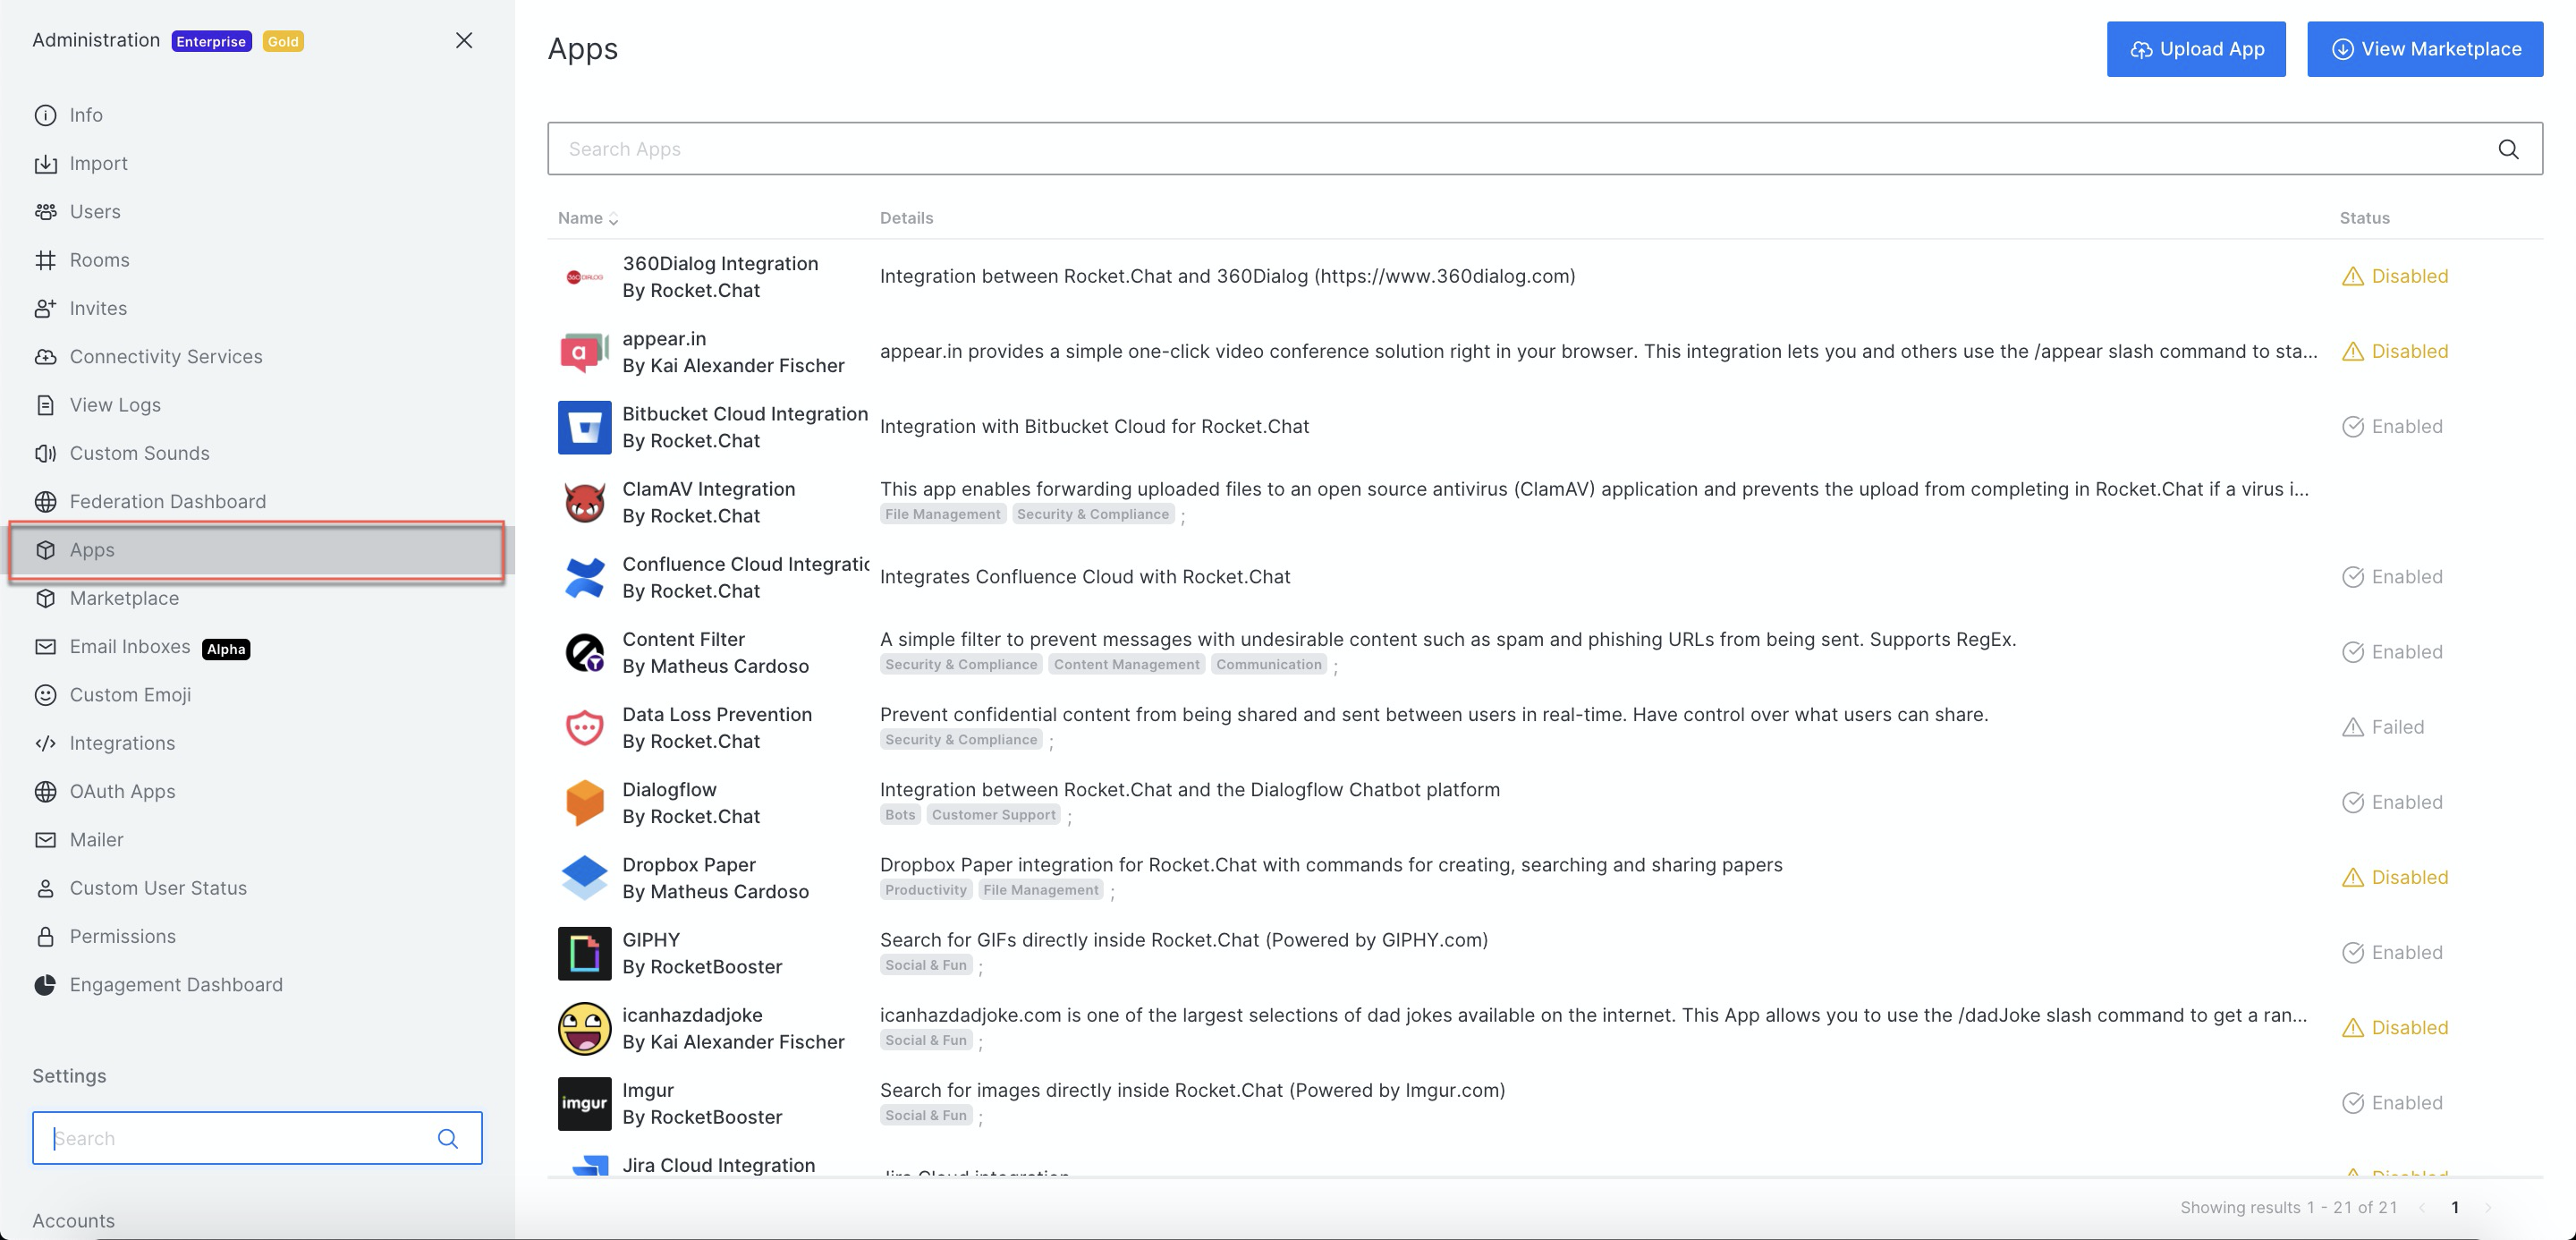 Administration Enterprise Gold
Info
Import
Users
Rooms
Invites
Connectivity Services
View Logs
Custom Sounds
Federation Dashboard
Apps
Marketplace
Email Inboxes Alpha
Custom Emoji
Integrations
OAuth Apps
Mailer
Custom User Status
Permissions
Engagement Dashboard
Settings
Search
Accounts
Apps
Upload App
View Marketplace
Search Apps
Name Details Status
360 DIALOG
360Dialog Integration
By Rocket.Chat
Integration between Rocket.Chat and 360Dialog (https://www.360dialog.com)
Disabled
a
appear.in
By Kai Alexander Fischer
appear.in provides a simple one-click video conference solution right in your browser. This integration lets you and others use the /appear slash command to sta...
Disabled
Bitbucket Cloud Integration
By Rocket.Chat
Integration with Bitbucket Cloud for Rocket.Chat
Enabled
ClamAV Integration
By Rocket.Chat
This app enables forwarding uploaded files to an open source antivirus (ClamAV) application and prevents the upload from completing in Rocket.Chat if a virus i...
File Management Security & Compliance ;
Confluence Cloud Integratic
By Rocket.Chat
Integrates Confluence Cloud with Rocket.Chat
Enabled
Content Filter
By Matheus Cardoso
A simple filter to prevent messages with undesirable content such as spam and phishing URLs from being sent. Supports RegEx.
Security & Compliance Content Management Communication ;
Enabled
Data Loss Prevention
By Rocket.Chat
Prevent confidential content from being shared and sent between users in real-time. Have control over what users can share.
Security & Compliance ;
Failed
Dialogflow
By Rocket.Chat
Integration between Rocket.Chat and the Dialogflow Chatbot platform
Bots Customer Support ;
Enabled
Dropbox Paper
By Matheus Cardoso
Dropbox Paper integration for Rocket.Chat with commands for creating, searching and sharing papers
Productivity File Management ;
Disabled
GIPHY
By RocketBooster
Search for GIFs directly inside Rocket.Chat (Powered by GIPHY.com)
Social & Fun ;
Enabled
icanhazdadjoke
By Kai Alexander Fischer
icanhazdadjoke.com is one of the largest selections of dad jokes available on the internet. This App allows you to use the /dadJoke slash command to get a ran...
Social & Fun ;
Disabled
imgur
Imgur
By RocketBooster
Search for images directly inside Rocket.Chat (Powered by Imgur.com)
Social & Fun ;
Enabled
Jira Cloud Integration
Jira Cloud integration
Disabled
Showing results 1 - 21 of 21 < 1 >